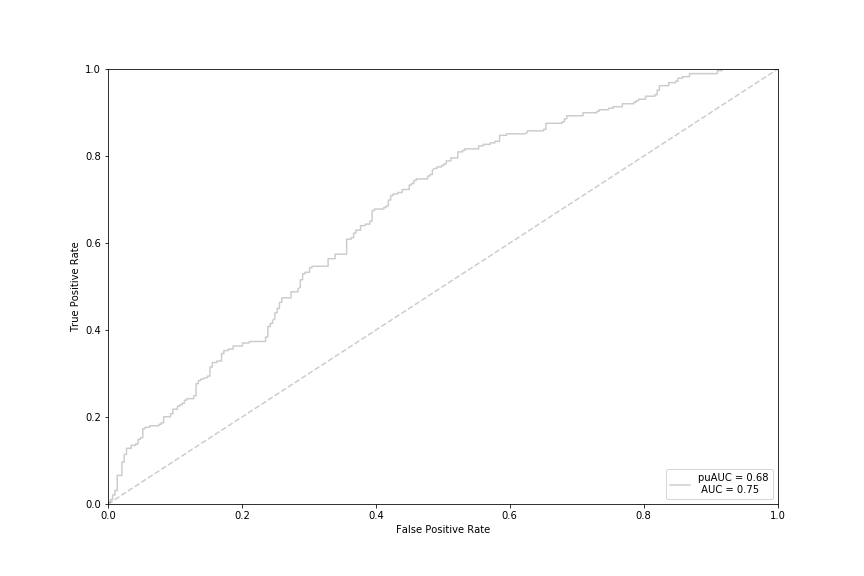 1.0
0.8
0.6
0.4
0.2
0.0
True Positive Rate
puAUC = 0.68
AUC = 0.75
0.0 0.2 0.4 0.6 0.8 1.0
False Positive Rate